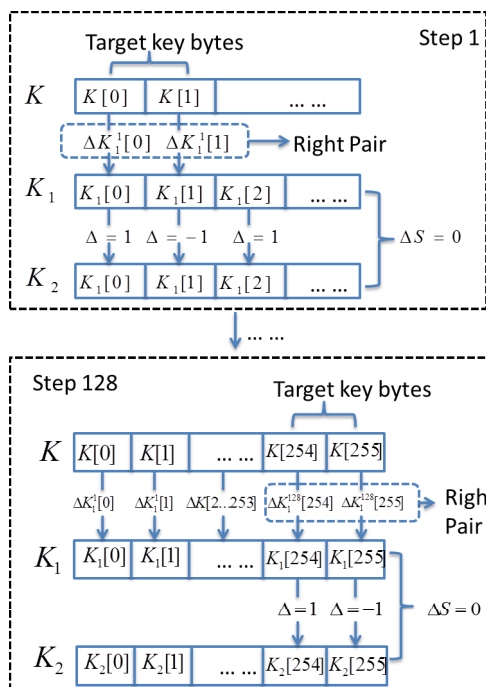 Target key bytes Step 1
K K[0] K[1] ... ...
ΔK₁¹[0] ΔK₁¹[1] Right Pair
K₁ K₁[0] K₁[1] K₁[2] ... ...
Δ = 1 Δ = −1 Δ = 1 ΔS = 0
K₂ K₁[0] K₁[1] K₁[2] ... ...
... ...
Step 128
Target key bytes
K K[0] K[1] ... ... K[254] K[255]
ΔK₁¹[0] ΔK₁¹[1] ΔK[2...253] ΔK₁¹²⁸[254] ΔK₁¹²⁸[255] Right Pair
K₁ K₁[0] K₁[1] ... ... K₁[254] K₁[255]
Δ=1 Δ=−1 ΔS=0
K₂ K₂[0] K₂[1] ... ... K₂[254] K₂[255]